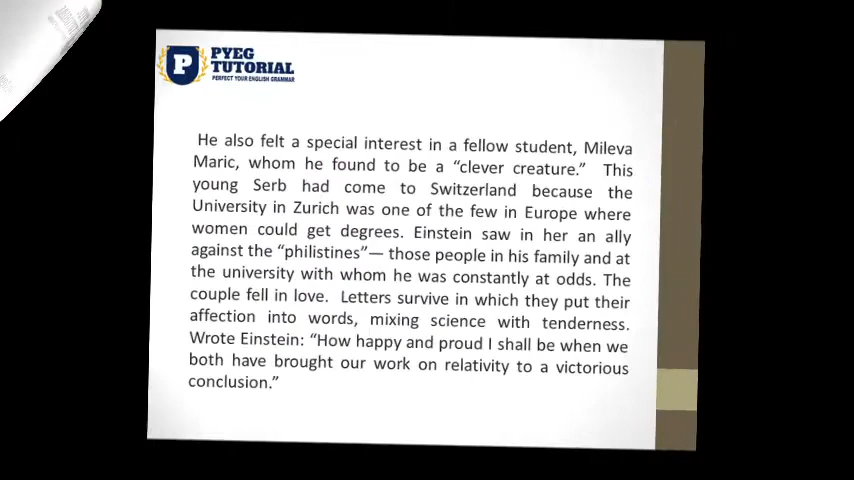 P
PYEG
TUTORIAL
PERFECT YOUR ENGLISH GRAMMAR
He also felt a special interest in a fellow student, Mileva
Maric, whom he found to be a “clever creature.” This
young Serb had come to Switzerland because the
University in Zurich was one of the few in Europe where
women could get degrees. Einstein saw in her an ally
against the “philistines”— those people in his family and at
the university with whom he was constantly at odds. The
couple fell in love. Letters survive in which they put their
affection into words, mixing science with tenderness.
Wrote Einstein: “How happy and proud I shall be when we
both have brought our work on relativity to a victorious
conclusion.”